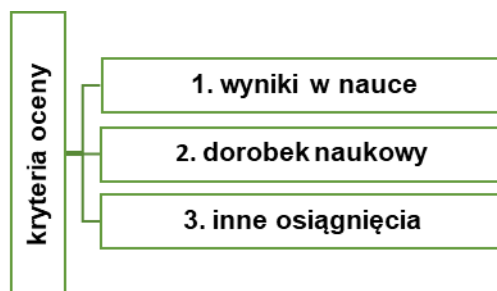 kryteria oceny
1. wyniki w nauce
2. dorobek naukowy
3. inne osiągnięcia